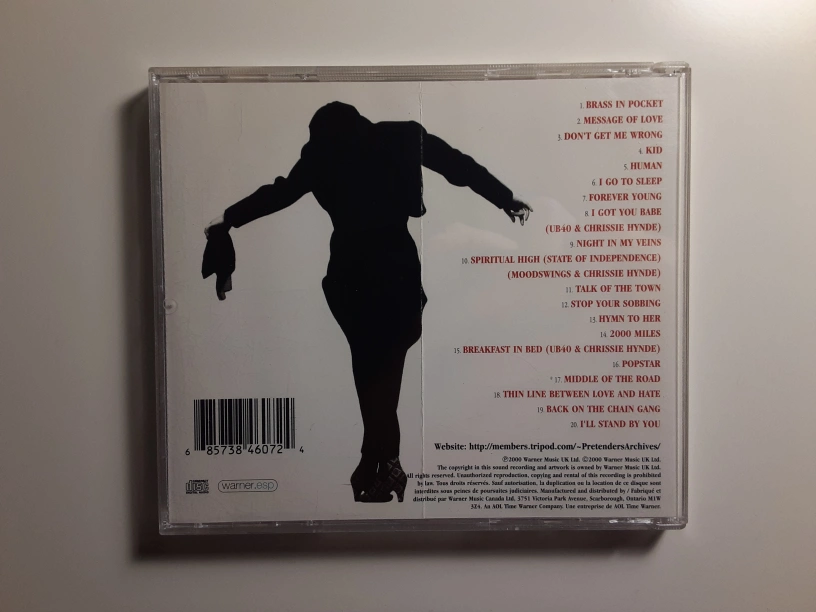 1. BRASS IN POCKET
2. MESSAGE OF LOVE
3. DON'T GET ME WRONG
4. KID
5. HUMAN
6. I GO TO SLEEP
7. FOREVER YOUNG
8. I GOT YOU BABE
(UB40 & CHRISSIE HYNDE)
9. NIGHT IN MY VEINS
10. SPIRITUAL HIGH (STATE OF INDEPENDENCE)
(MOODSWINGS & CHRISSIE HYNDE)
11. TALK OF THE TOWN
12. STOP YOUR SOBBING
13. HYMN TO HER
14. 2000 MILES
15. BREAKFAST IN BED (UB40 & CHRISSIE HYNDE)
16. POPSTAR
*17. MIDDLE OF THE ROAD
18. THIN LINE BETWEEN LOVE AND HATE
19. BACK ON THE CHAIN GANG
20. I'LL STAND BY YOU
Website: http://members.tripod.com/~PretendersArchives/
℗2000 Warner Music UK Ltd. ©2000 Warner Music UK Ltd.
The copyright in this sound recording and artwork is owned by Warner Music UK Ltd.
All rights reserved. Unauthorized reproduction, copying and rental of this recording is prohibited
by law. Tous droits réservés. Sauf autorisation, la duplication ou la location de ce disque sont
interdites sous peines de poursuites judiciaires. Manufactured and distributed by / Fabriqué et
distribué par Warner Music Canada Ltd. 3751 Victoria Park Avenue, Scarborough, Ontario M1W
3Z4. An AOL Time Warner Company. Une entreprise de AOL Time Warner.
6 85738 46072 4
COMPACT
disc
DIGITAL AUDIO
warner.esp